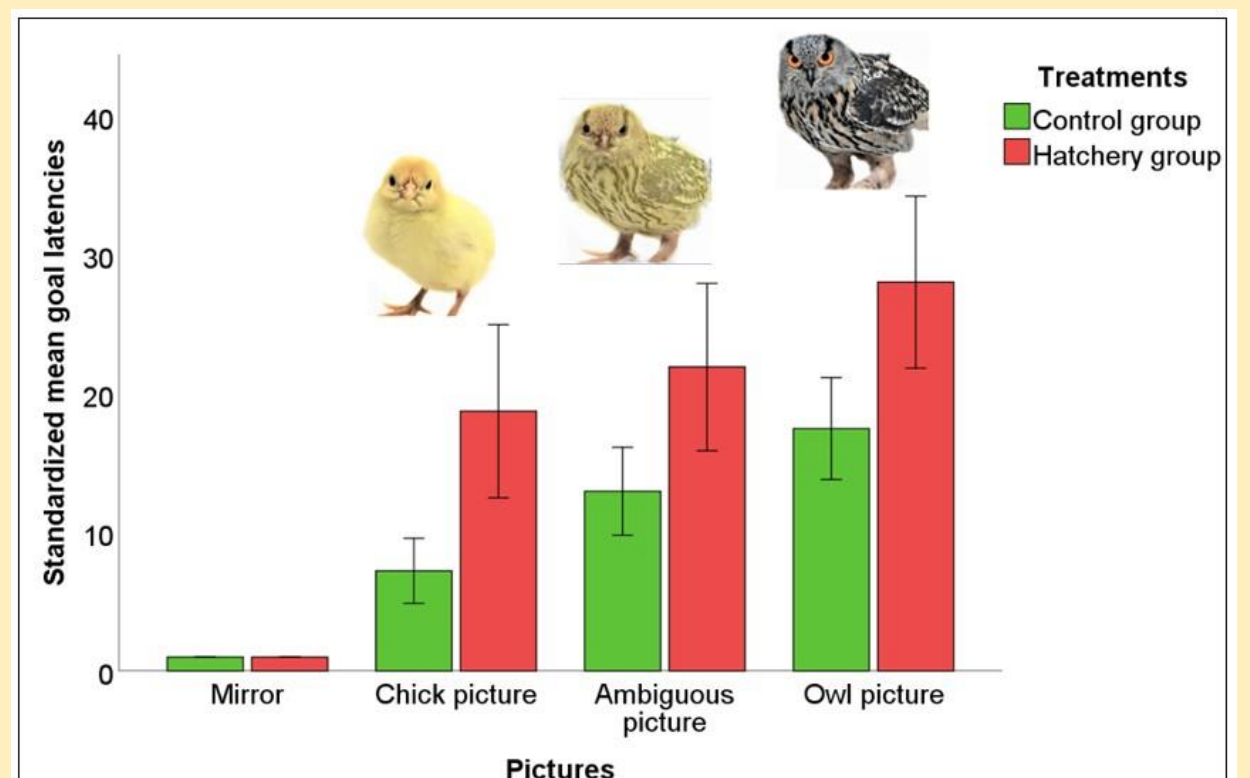 Treatments
Control group
Hatchery group
Standardized mean goal latencies
40
30
20
10
0
Mirror
Chick picture
Ambiguous
picture
Owl picture
Pictures